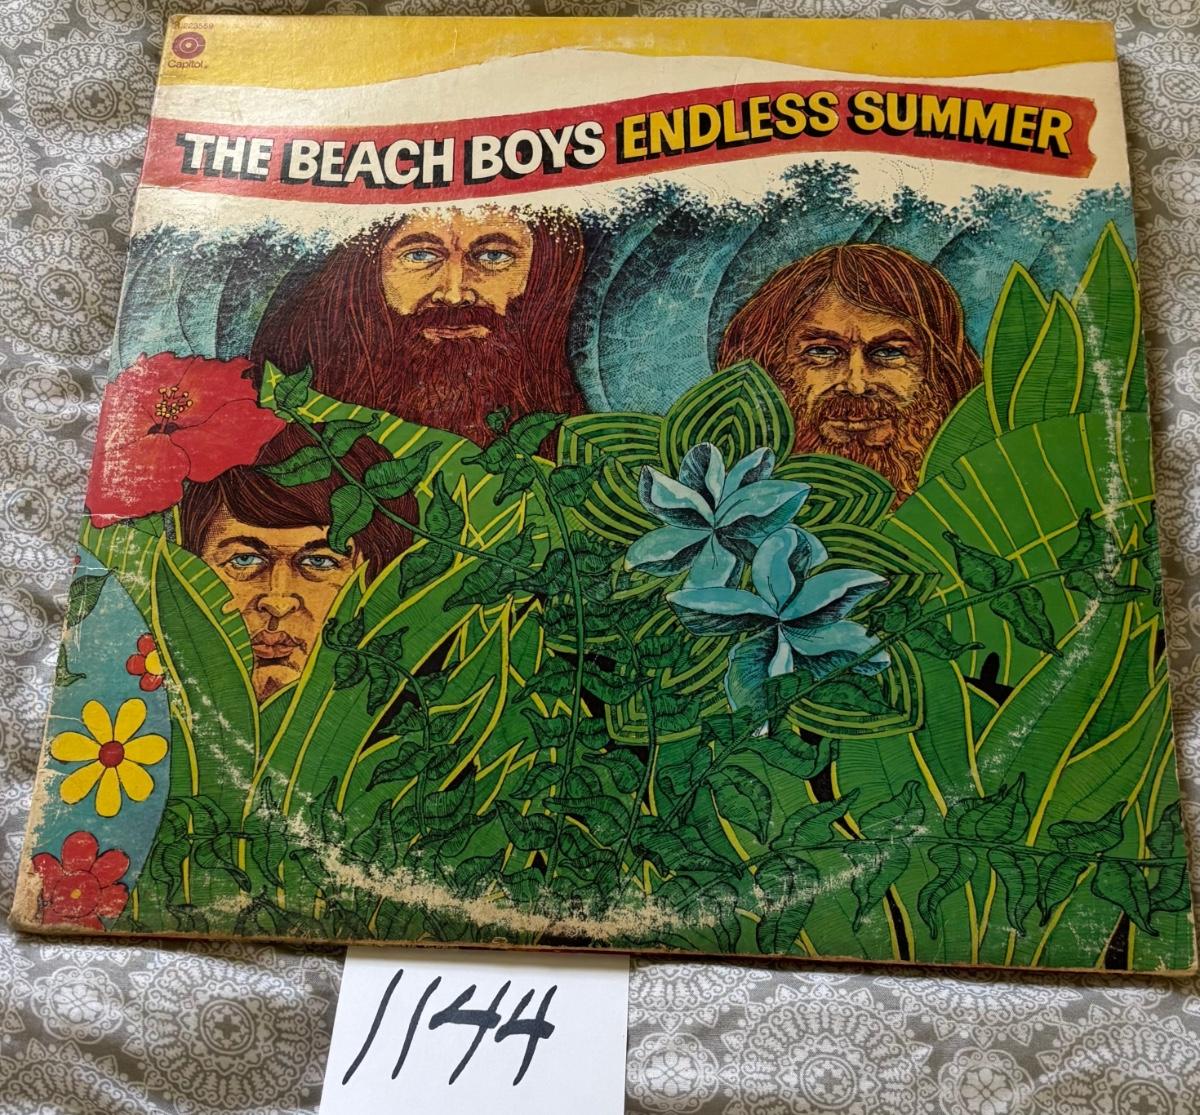 Capitol®
THE BEACH BOYS ENDLESS SUMMER
1144